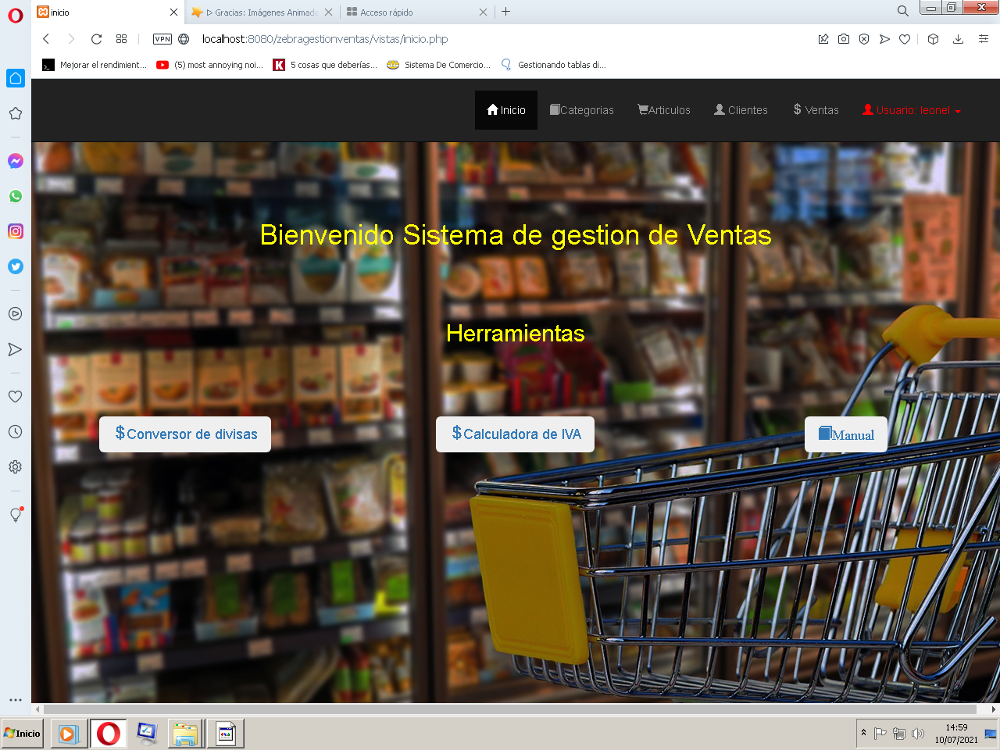 inicio
▷ Gracias: Imágenes Animada
Acceso rápido
VPN
localhost:8080/zebragestionventas/vistas/inicio.php
Mejorar el rendimient...
(5) most annoying noi...
5 cosas que deberías...
Sistema De Comercio...
Gestionando tablas di...
Inicio
Categorias
Articulos
Clientes
$ Ventas
Usuario: leonel
Bienvenido Sistema de gestion de Ventas
Herramientas
$Conversor de divisas
$Calculadora de IVA
Manual
Inicio
14:59
10/07/2021